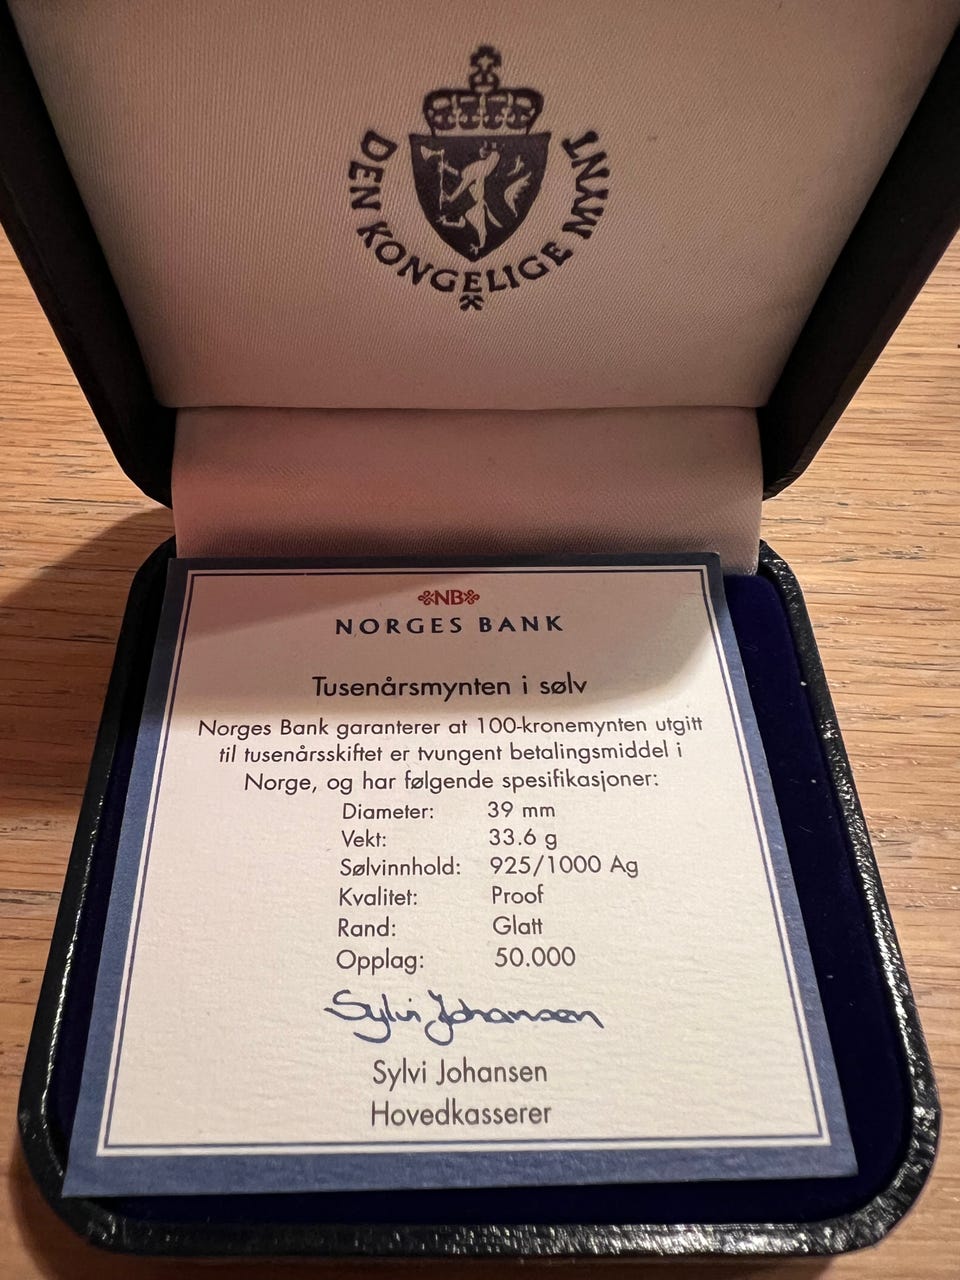 DEN KONGELIGE MYNT
NB
NORGES BANK
Tusenårsmynten i sølv
Norges Bank garanterer at 100-kronemynten utgitt
til tusenårsskiftet er tvungent betalingsmiddel i
Norge, og har følgende spesifikasjoner:
Diameter: 39 mm
Vekt: 33.6 g
Sølvinnhold: 925/1000 Ag
Kvalitet: Proof
Rand: Glatt
Opplag: 50.000
Sylvi Johansen
Sylvi Johansen
Hovedkasserer